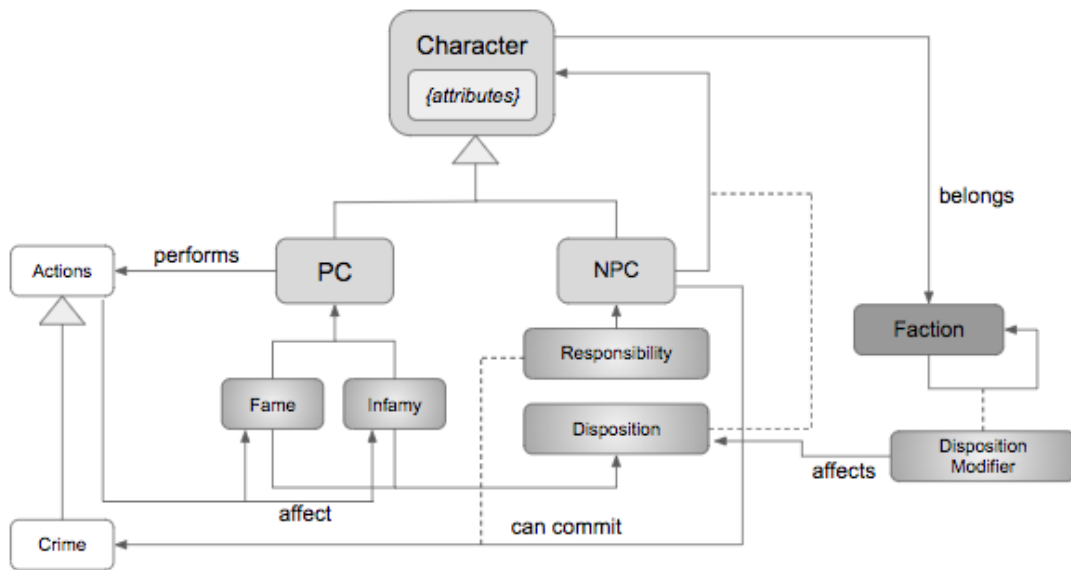 Character
{attributes}
belongs
performs
Actions
PC
NPC
Faction
Responsibility
Fame
Infamy
Disposition
Disposition
Modifier
affects
affect
can commit
Crime